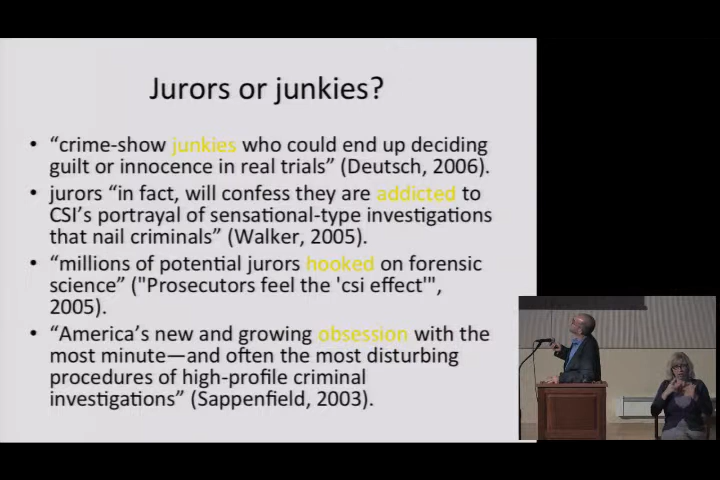 Jurors or junkies?
• “crime-show junkies who could end up deciding
guilt or innocence in real trials” (Deutsch, 2006).
• jurors “in fact, will confess they are addicted to
CSI’s portrayal of sensational-type investigations
that nail criminals” (Walker, 2005).
• “millions of potential jurors hooked on forensic
science” ("Prosecutors feel the 'csi effect'",
2005).
• “America’s new and growing obsession with the
most minute—and often the most disturbing
procedures of high-profile criminal
investigations” (Sappenfield, 2003).